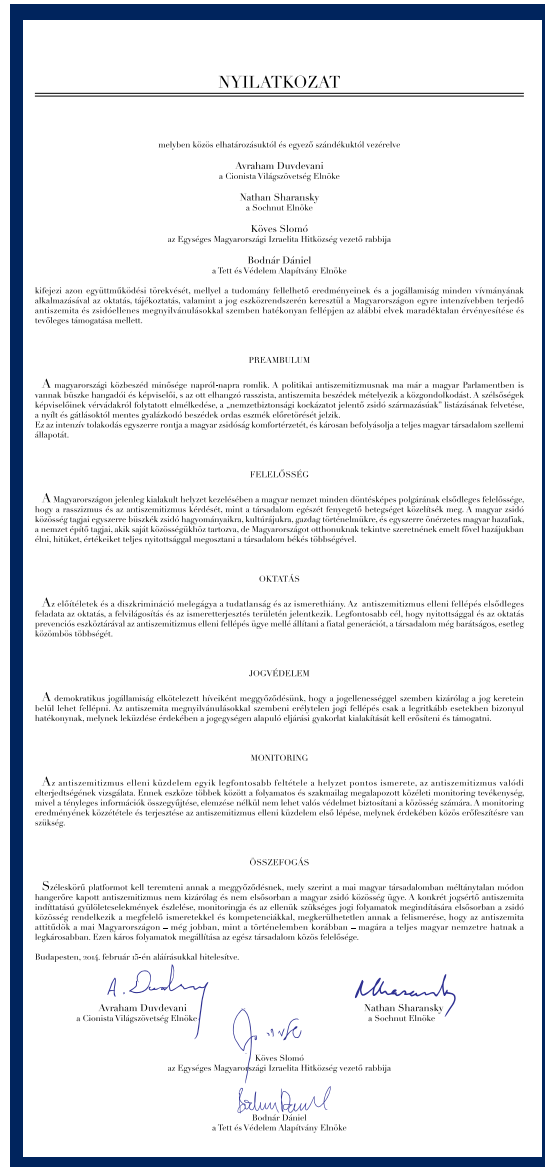 NYILATKOZAT
melyben közös elhatározásuktól és egyező szándékuktól vezérelve
Avraham Duvdevani
a Cionista Világszövetség Elnöke
Nathan Sharansky
a Sochnut Elnöke
Köves Slomó
az Egységes Magyarországi Izraelita Hitközség vezető rabbija
Bodnár Dániel
a Tett és Védelem Alapítvány Elnöke
kifejezi azon együttműködési törekvését, mellyel a tudomány fellelhető eredményeinek és a jogállamiság minden vívmányának
alkalmazásával az oktatás, tájékoztatás, valamint a jog eszközrendszerén keresztül a Magyarországon egyre intenzívebben terjedő
antiszemita és zsidóellenes megnyilvánulásokkal szemben hatékonyan fellépjen az alábbi elvek maradéktalan érvényesítése és
tevőleges támogatása mellett.
PREAMBULUM
A magyarországi közbeszéd minősége napról-napra romlik. A politikai antiszemitizmusnak ma már a magyar Parlamentben is
vannak büszke hangadói és képviselői, s az ott elhangzó rasszista, antiszemita beszédek mételyezik a közgondolkodást. A szélsőségek
képviselőinek vérvádakról folytatott elmélkedése, a „nemzetbiztonsági kockázatot jelentő zsidó származásúak” listázásának felvetése,
a nyílt és gátlásoktól mentes gyalázkodó beszédek ordas eszmék előretörését jelzik.
Ez az intenzív tolakodás egyszerre rontja a magyar zsidóság komfortérzetét, és károsan befolyásolja a teljes magyar társadalom szellemi
állapotát.
FELELŐSSÉG
A Magyarországon jelenleg kialakult helyzet kezelésében a magyar nemzet minden döntésképes polgárának elsődleges felelőssége,
hogy a rasszizmus és az antiszemitizmus kérdését, mint a társadalom egészét fenyegető betegséget közelítsék meg. A magyar zsidó
közösség tagjai egyszerre büszkék zsidó hagyományaikra, kultúrájukra, gazdag történelmükre, és egyszerre önérzetes magyar hazafiak,
a nemzet építő tagjai, akik saját közösségükhöz tartozva, de Magyarországot otthonuknak tekintve szeretnének emelt fővel hazájukban
élni, hitüket, értékeiket teljes nyitottsággal megosztani a társadalom békés többségével.
OKTATÁS
Az előítéletek és a diszkrimináció melegágya a tudatlanság és az ismerethiány. Az antiszemitizmus elleni fellépés elsődleges
feladata az oktatás, a felvilágosítás és az ismeretterjesztés területén jelentkezik. Legfontosabb cél, hogy nyitottsággal és az oktatás
prevenciós eszköztárával az antiszemitizmus elleni fellépés ügye mellé állítani a fiatal generációt, a társadalom még barátságos, esetleg
közömbös többségét.
JOGVÉDELEM
A demokratikus jogállamiság elkötelezett híveiként meggyőződésünk, hogy a jogellenességgel szemben kizárólag a jog keretein
belül lehet fellépni. Az antiszemita megnyilvánulásokkal szembeni erélytelen jogi fellépés csak a legritkább esetekben bizonyul
hatékonynak, melynek leküzdése érdekében a jogegységen alapuló eljárási gyakorlat kialakítását kell erősíteni és támogatni.
MONITORING
Az antiszemitizmus elleni küzdelem egyik legfontosabb feltétele a helyzet pontos ismerete, az antiszemitizmus valódi
elterjedtségének vizsgálata. Ennek eszköze többek között a folyamatos és szakmailag megalapozott közéleti monitoring tevékenység,
mivel a tényleges információk összegyűjtése, elemzése nélkül nem lehet valós védelmet biztosítani a közösség számára. A monitoring
eredményének közzététele és terjesztése az antiszemitizmus elleni küzdelem első lépése, melynek érdekében közös erőfeszítésre van
szükség.
ÖSSZEFOGÁS
Széleskörű platformot kell teremteni annak a meggyőződésnek, mely szerint a mai magyar társadalomban méltánytalan módon
hangerőre kapott antiszemitizmus nem kizárólag és nem elsősorban a magyar zsidó közösség ügye. A konkrét jogsértő antiszemita
indíttatású gyűlöletcselekmények észlelése, monitoringja és az ellenük szükséges jogi folyamatok megindítására elsősorban a zsidó
közösség rendelkezik a megfelelő ismeretekkel és kompetenciákkal, megkerülhetetlen annak a felismerése, hogy az antiszemita
attitűdök a mai Magyarországon – még jobban, mint a történelemben korábban – magára a teljes magyar nemzetre hatnak a
legkárosabban. Ezen káros folyamatok megállítása az egész társadalom közös felelősége.
Budapesten, 2014. február 15-én aláírásukkal hitelesítve.
Avraham Duvdevani
a Cionista Világszövetség Elnöke
Nathan Sharansky
a Sochnut Elnöke
Köves Slomó
az Egységes Magyarországi Izraelita Hitközség vezető rabbija
Bodnár Dániel
a Tett és Védelem Alapítvány Elnöke